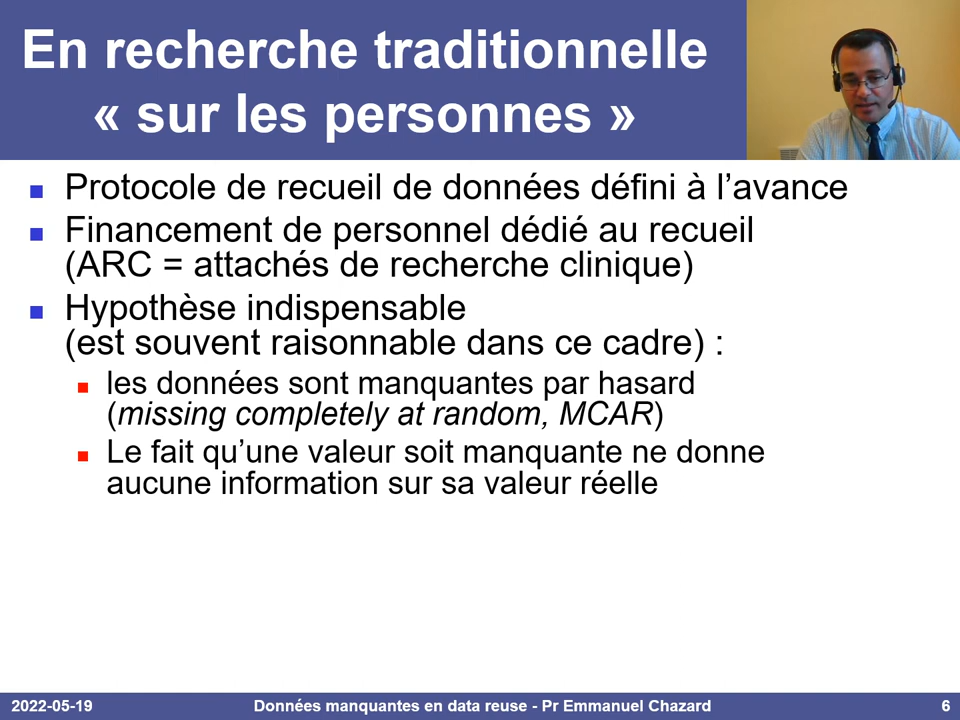 En recherche traditionnelle
« sur les personnes »
Protocole de recueil de données défini à l’avance
Financement de personnel dédié au recueil
(ARC = attachés de recherche clinique)
Hypothèse indispensable
(est souvent raisonnable dans ce cadre) :
les données sont manquantes par hasard
(missing completely at random, MCAR)
Le fait qu’une valeur soit manquante ne donne
aucune information sur sa valeur réelle
2022-05-19
Données manquantes en data reuse - Pr Emmanuel Chazard
6